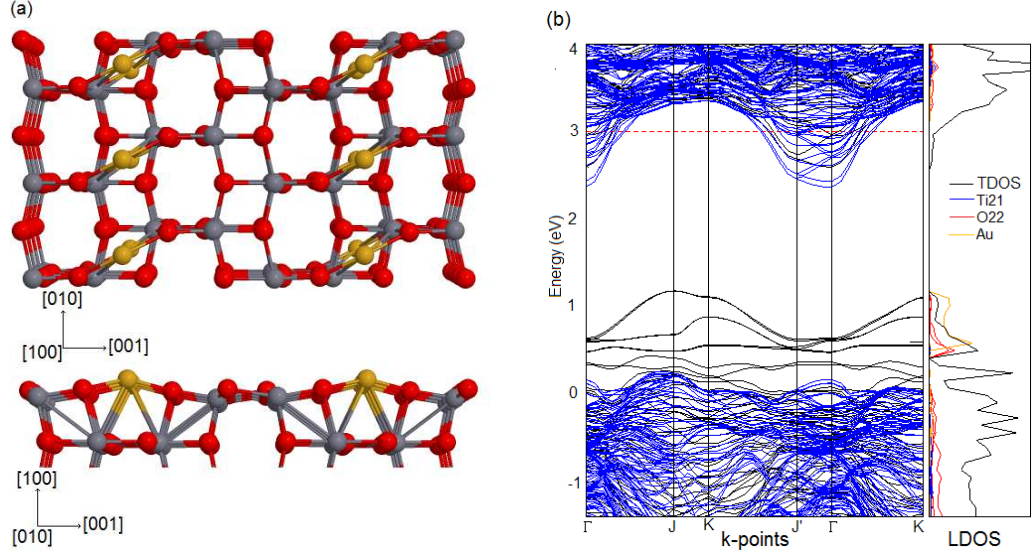 (a)
[010]
[100]
[001]
[100]
[010]
[001]
(b)
4
3
2
1
0
-1
Energy (eV)
Γ
J
K
J'
Γ
K
k-points
TDOS
Ti21
O22
Au
LDOS